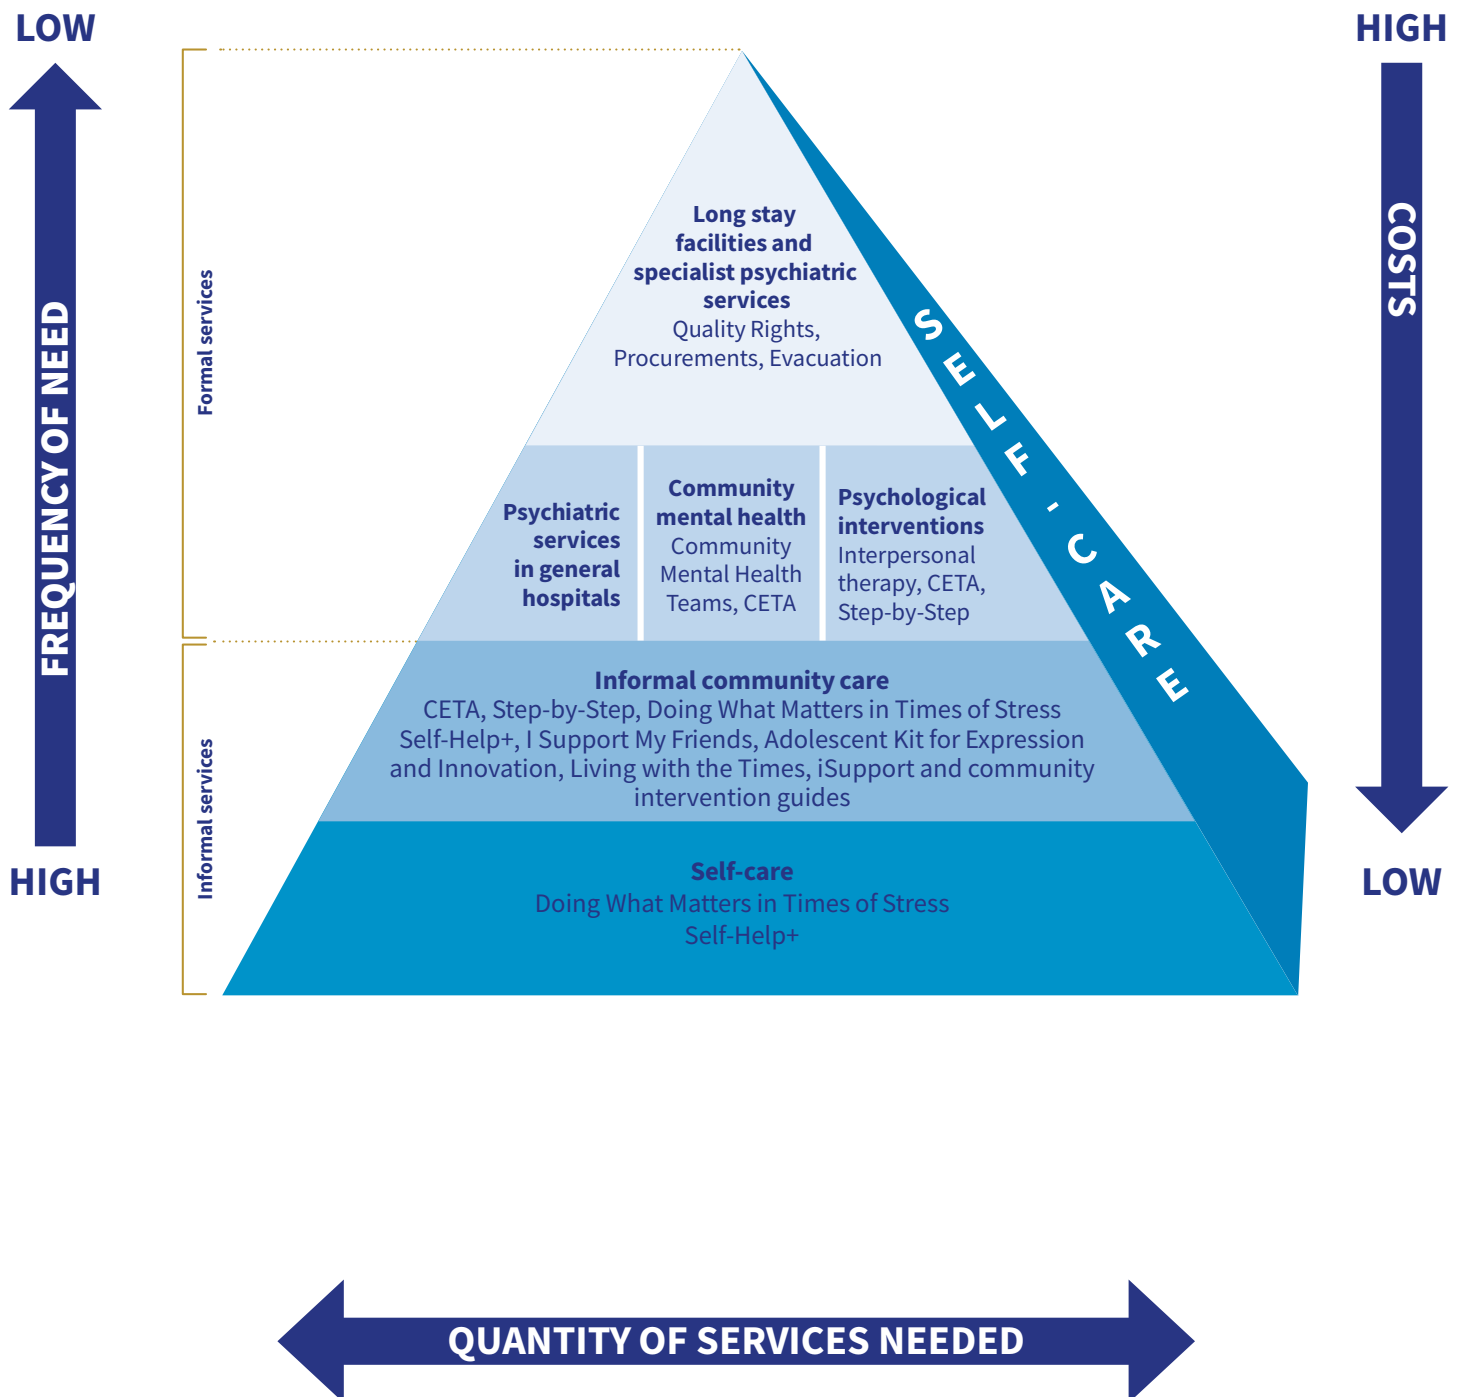 LOW
HIGH
FREQUENCY OF NEED
COSTS
HIGH
LOW
Formal services
Informal services
Long stay
facilities and
specialist psychiatric
services
Quality Rights,
Procurements, Evacuation
SELF-CARE
Psychiatric
services
in general
hospitals
Community
mental health
Community
Mental Health
Teams, CETA
Psychological
interventions
Interpersonal
therapy, CETA,
Step-by-Step
Informal community care
CETA, Step-by-Step, Doing What Matters in Times of Stress
Self-Help+, I Support My Friends, Adolescent Kit for Expression
and Innovation, Living with the Times, iSupport and community
intervention guides
Self-care
Doing What Matters in Times of Stress
Self-Help+
QUANTITY OF SERVICES NEEDED